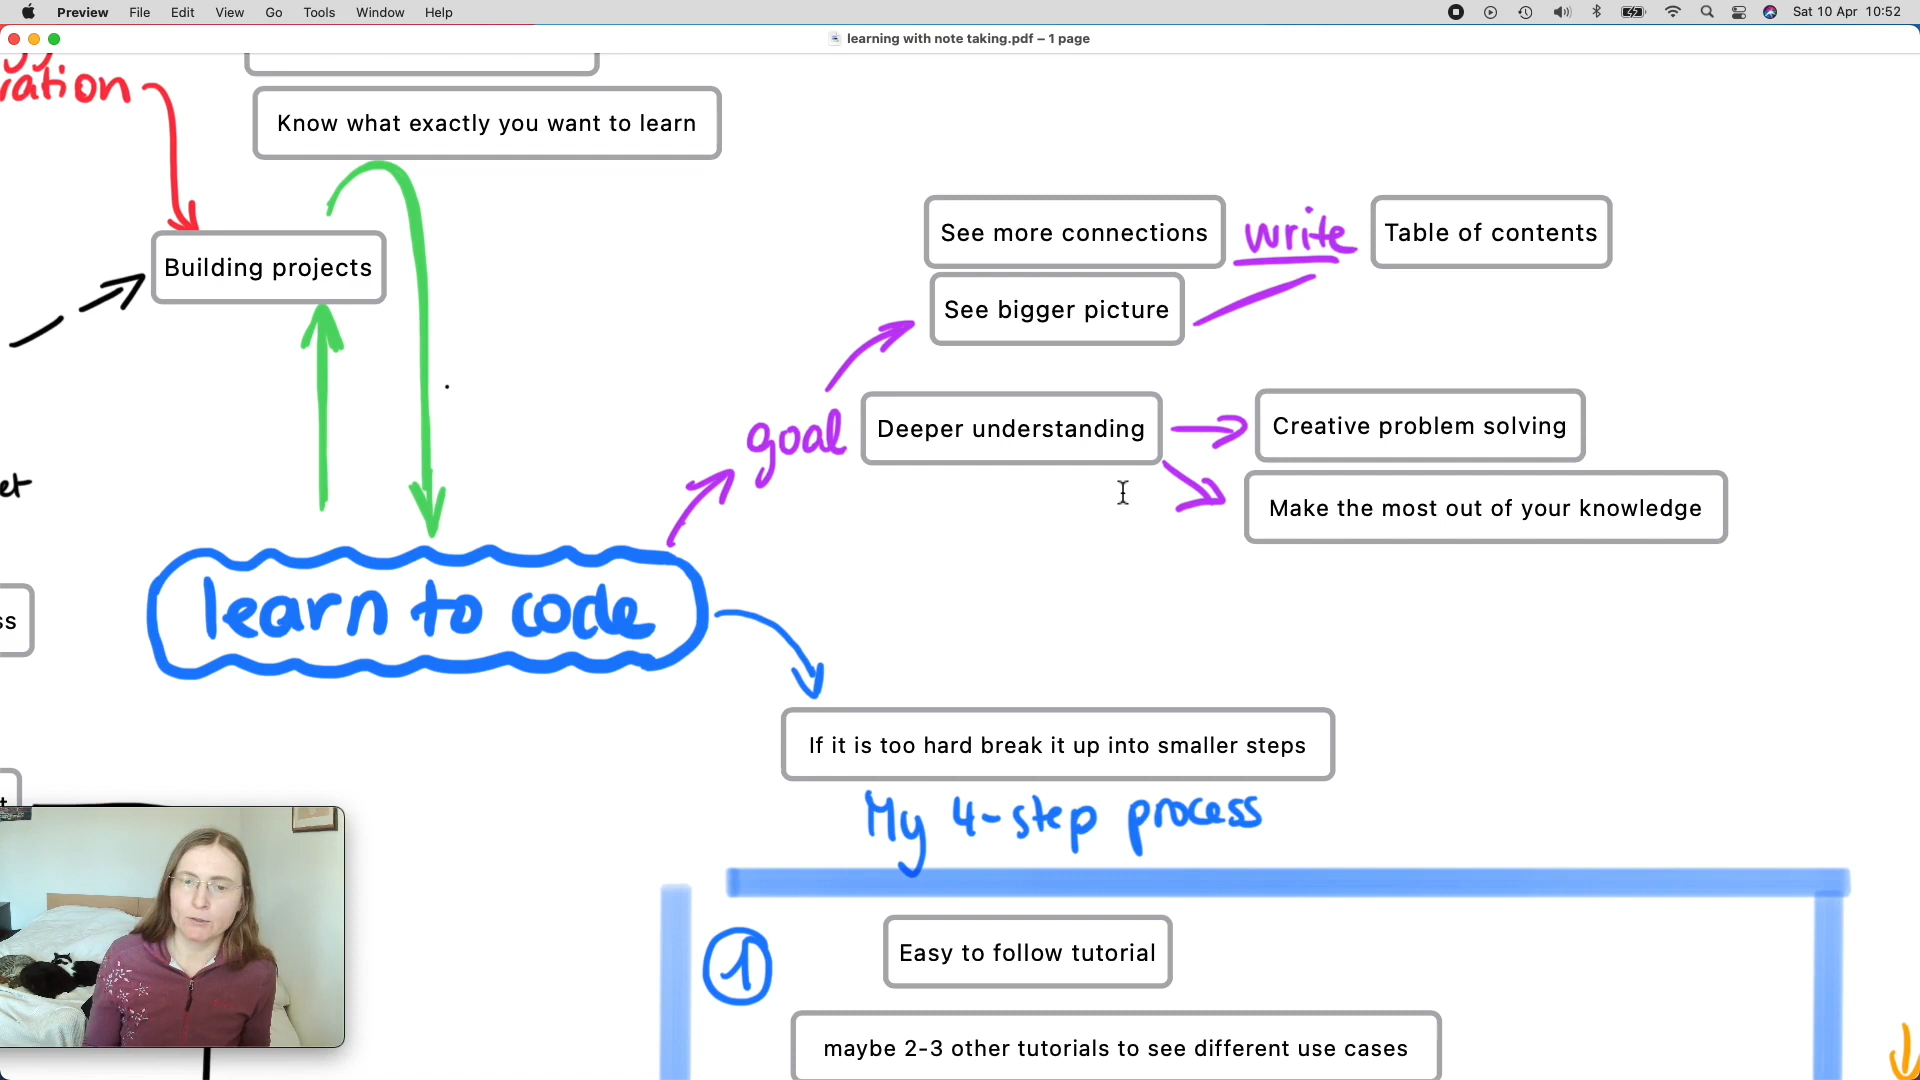 Preview File Edit View Go Tools Window Help
Sat 10 Apr 10:52
learning with note taking.pdf – 1 page
Know what exactly you want to learn
See more connections
write
Table of contents
Building projects
See bigger picture
goal
Deeper understanding
Creative problem solving
Make the most out of your knowledge
learn to code
If it is too hard break it up into smaller steps
My 4-step process
1
Easy to follow tutorial
maybe 2-3 other tutorials to see different use cases